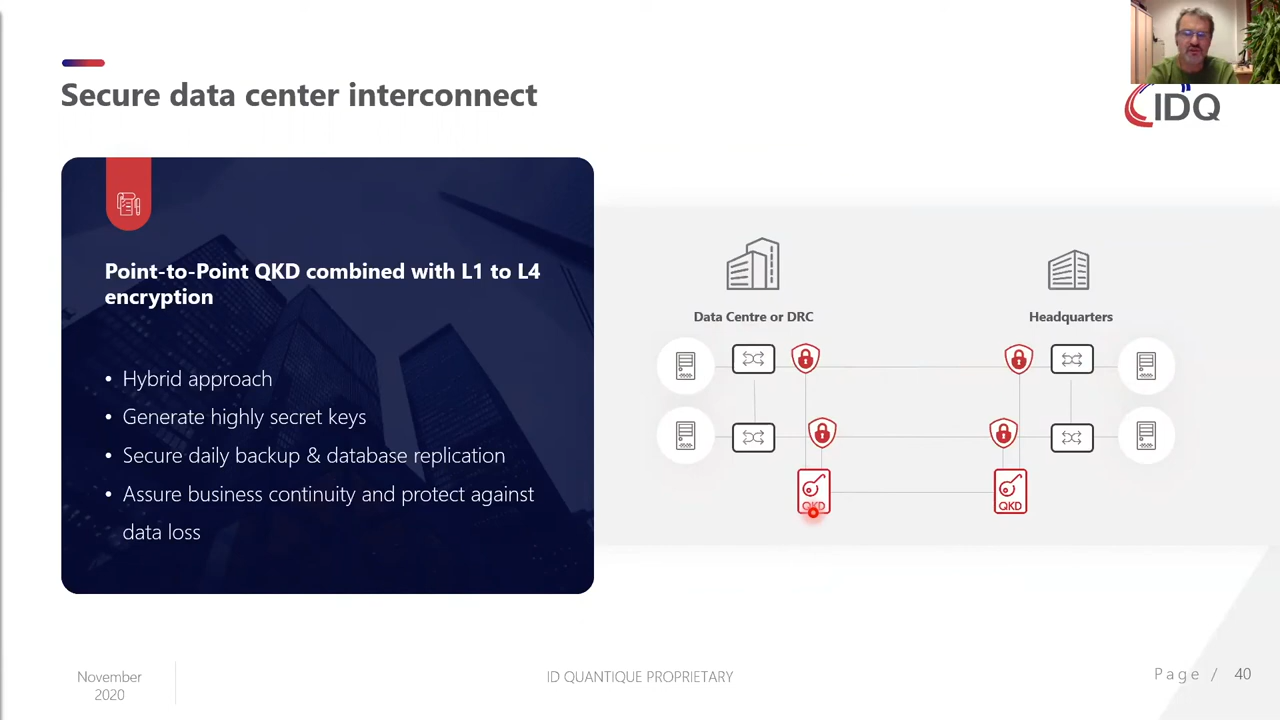 Secure data center interconnect
IDQ
Point-to-Point QKD combined with L1 to L4
encryption
• Hybrid approach
• Generate highly secret keys
• Secure daily backup & database replication
• Assure business continuity and protect against
data loss
Data Centre or DRC
Headquarters
QKD
QKD
November
2020
ID QUANTIQUE PROPRIETARY
Page / 40